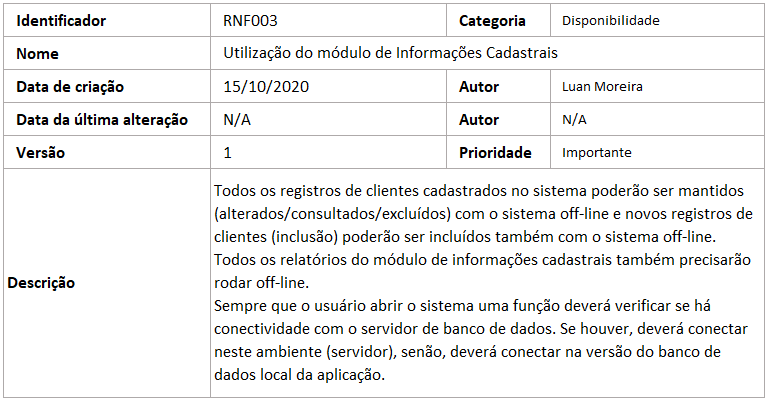 Identificador RNF003 Categoria Disponibilidade
Nome Utilização do módulo de Informações Cadastrais
Data de criação 15/10/2020 Autor Luan Moreira
Data da última alteração N/A Autor N/A
Versão 1 Prioridade Importante
Descrição
Todos os registros de clientes cadastrados no sistema poderão ser mantidos
(alterados/consultados/excluídos) com o sistema off-line e novos registros de
clientes (inclusão) poderão ser incluídos também com o sistema off-line.
Todos os relatórios do módulo de informações cadastrais também precisarão
rodar off-line.
Sempre que o usuário abrir o sistema uma função deverá verificar se há
conectividade com o servidor de banco de dados. Se houver, deverá conectar
neste ambiente (servidor), senão, deverá conectar na versão do banco de
dados local da aplicação.